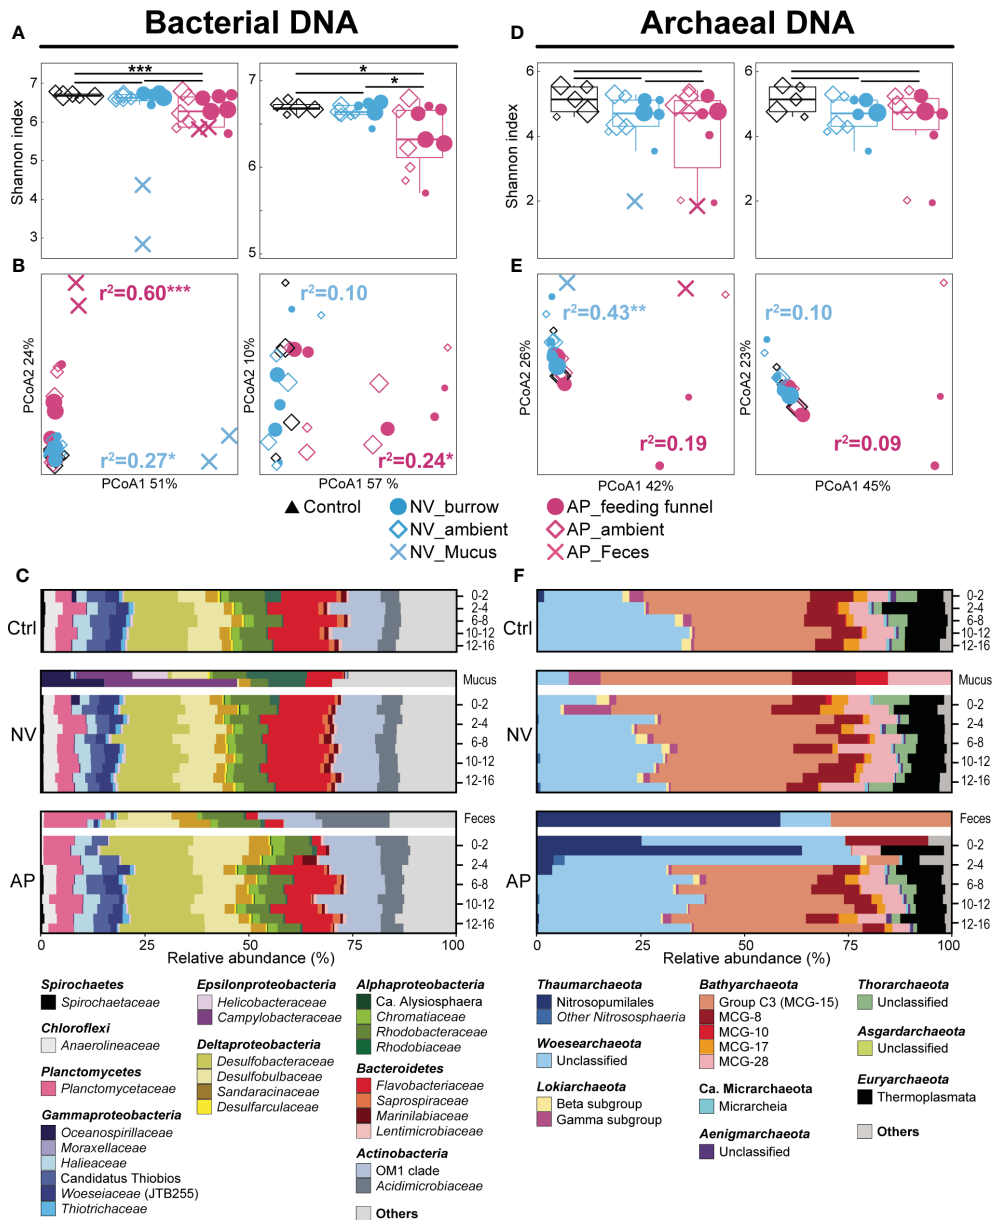 Bacterial DNA
Archaeal DNA
A
D
Shannon index
7
6
5
4
3
***
7
6
5
*
*
Shannon index
6
4
2
6
4
2
B
E
r²=0.60***
r²=0.27*
PCoA2 24%
PCoA1 51%
r²=0.10
r²=0.24*
PCoA2 10%
PCoA1 57 %
r²=0.43**
r²=0.19
PCoA2 26%
PCoA1 42%
r²=0.10
r²=0.09
PCoA2 23%
PCoA1 45%
Control
NV_burrow
AP_feeding funnel
NV_ambient
AP_ambient
NV_Mucus
AP_Feces
C
Ctrl
0-2
2-4
6-8
10-12
12-16
Mucus
NV
0-2
2-4
6-8
10-12
12-16
Feces
AP
0-2
2-4
6-8
10-12
12-16
0 25 50 75 100
Relative abundance (%)
F
Ctrl
0-2
2-4
6-8
10-12
12-16
Mucus
NV
0-2
2-4
6-8
10-12
12-16
Feces
AP
0-2
2-4
6-8
10-12
12-16
0 25 50 75 100
Relative abundance (%)
Spirochaetes
Spirochaetaceae
Chloroflexi
Anaerolineaceae
Planctomycetes
Planctomycetaceae
Gammaproteobacteria
Oceanospirillaceae
Moraxellaceae
Halieaceae
Candidatus Thiobios
Woeseiaceae (JTB255)
Thiotrichaceae
Epsilonproteobacteria
Helicobacteraceae
Campylobacteraceae
Deltaproteobacteria
Desulfobacteraceae
Desulfobulbaceae
Sandaracinaceae
Desulfarculaceae
Alphaproteobacteria
Ca. Alysiosphaera
Chromatiaceae
Rhodobacteraceae
Rhodobiaceae
Bacteroidetes
Flavobacteriaceae
Saprospiraceae
Marinilabiaceae
Lentimicrobiaceae
Actinobacteria
OM1 clade
Acidimicrobiaceae
Others
Thaumarchaeota
Nitrosopumilales
Other Nitrososphaeria
Woesearchaeota
Unclassified
Lokiarchaeota
Beta subgroup
Gamma subgroup
Bathyarchaeota
Group C3 (MCG-15)
MCG-8
MCG-10
MCG-17
MCG-28
Ca. Micrarchaeota
Micrarcheia
Aenigmarchaeota
Unclassified
Thorarchaeota
Unclassified
Asgardarchaeota
Unclassified
Euryarchaeota
Thermoplasmata
Others